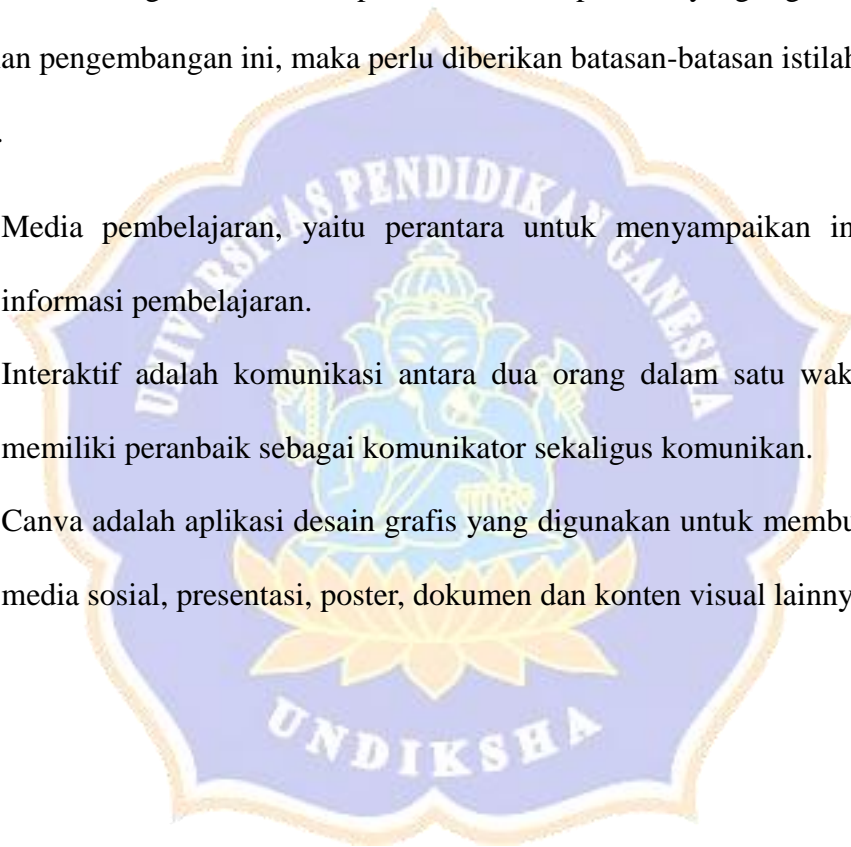 an pengembangan ini, maka perlu diberikan batasan-batasan istilah
Media pembelajaran, yaitu perantara untuk menyampaikan in
informasi pembelajaran.
Interaktif adalah komunikasi antara dua orang dalam satu wak
memiliki peranbaik sebagai komunikator sekaligus komunikan.
Canva adalah aplikasi desain grafis yang digunakan untuk membu
media sosial, presentasi, poster, dokumen dan konten visual lainny
UNIVERSITAS PENDIDIKAN GANESHA
UNDIKSHA